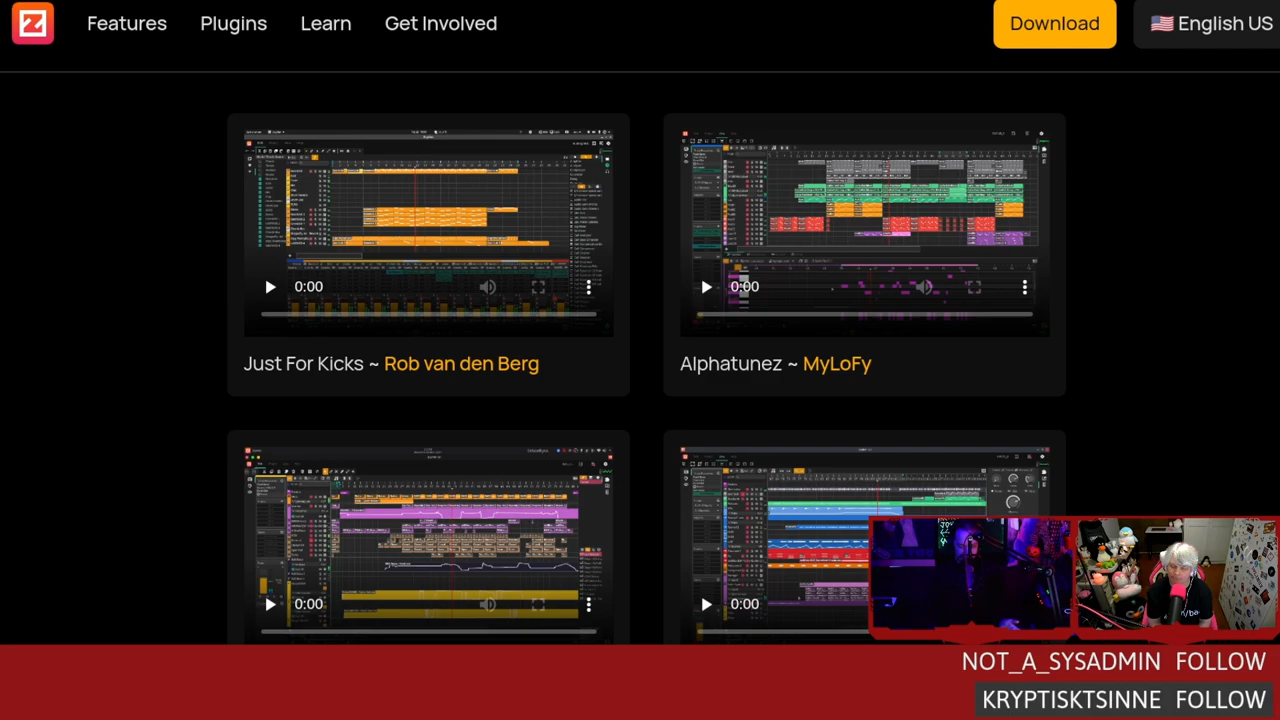 Features Plugins Learn Get Involved Download English US
0:00 0:00
Just For Kicks ~ Rob van den Berg
Alphatunez ~ MyLoFy
0:00 0:00
NOT_A_SYSADMIN FOLLOW
KRYPTISKTSINNE FOLLOW